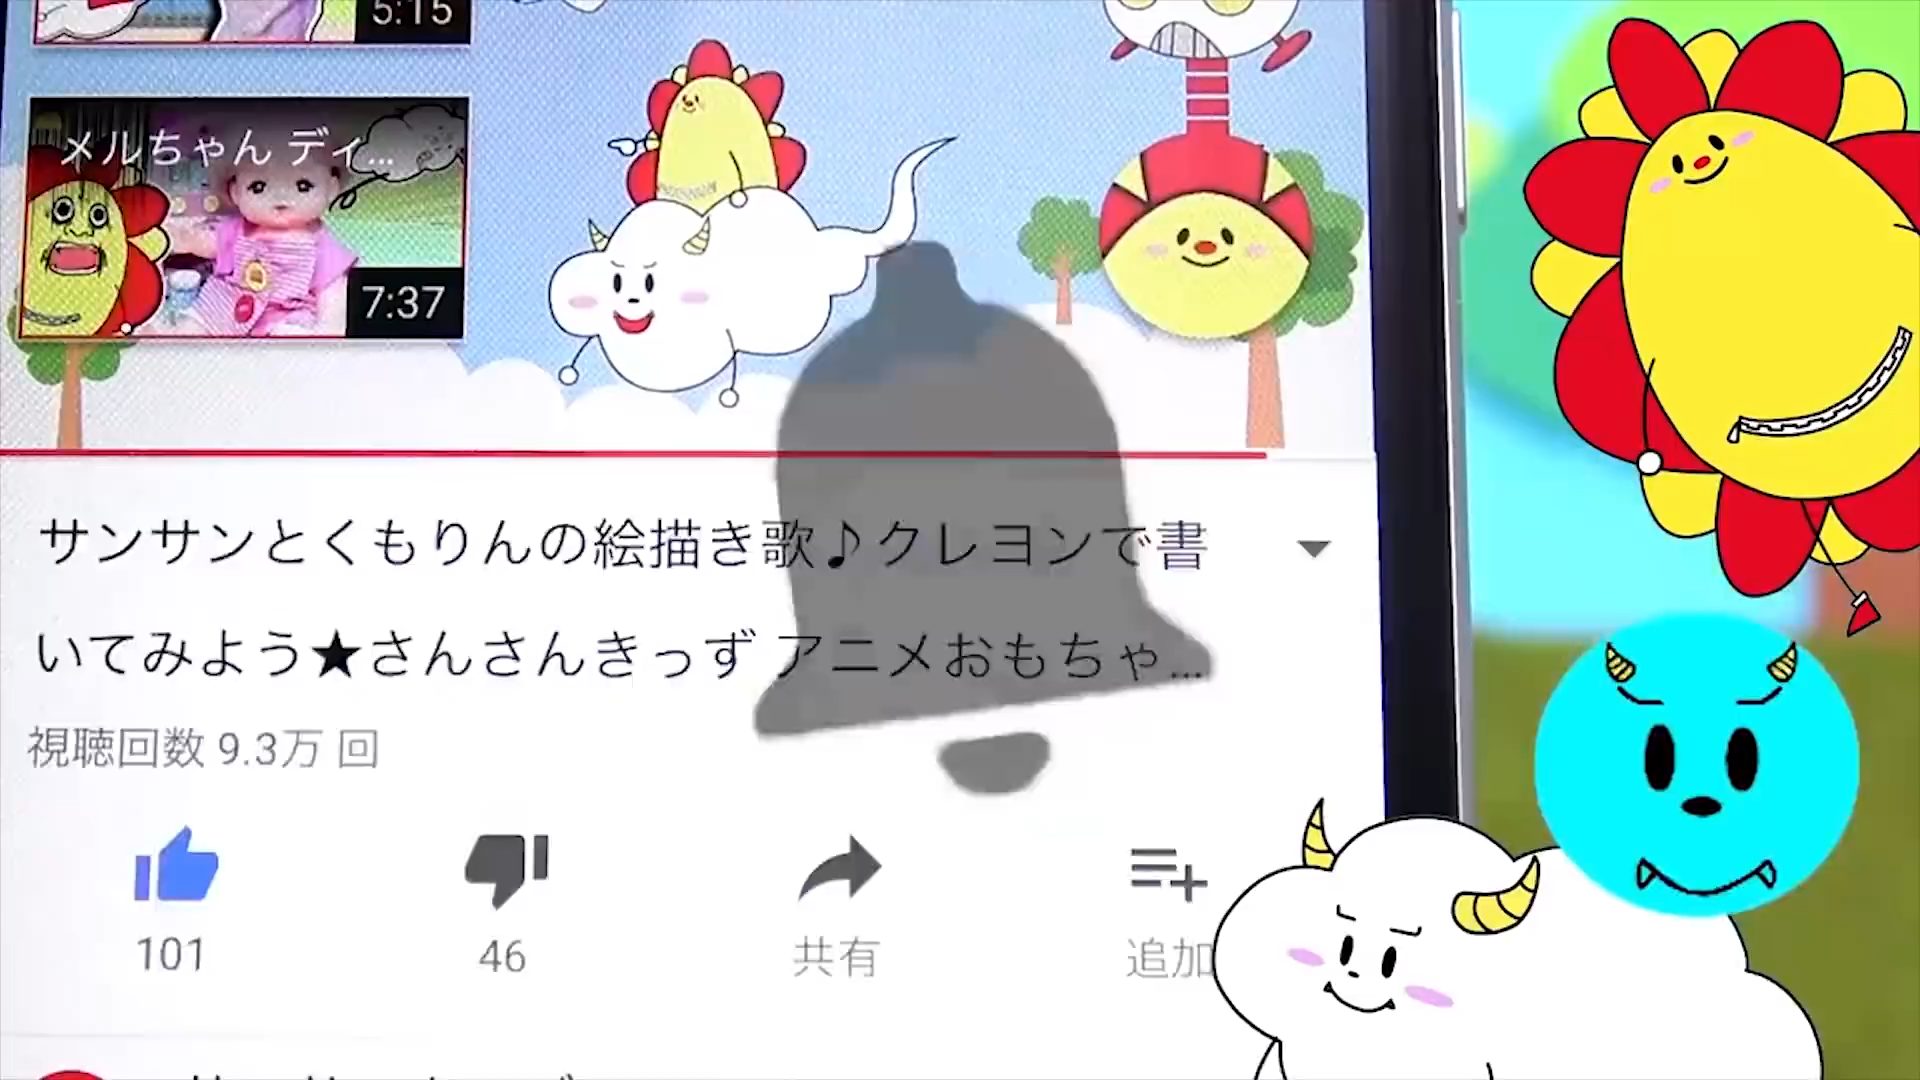 5:15
メルちゃん ディ...
7:37
サンサンとくもりんの絵描き歌♪クレヨンで書
いてみよう★さんさんきっず アニメおもちゃ...
視聴回数 9.3万 回
101
46
共有
追加